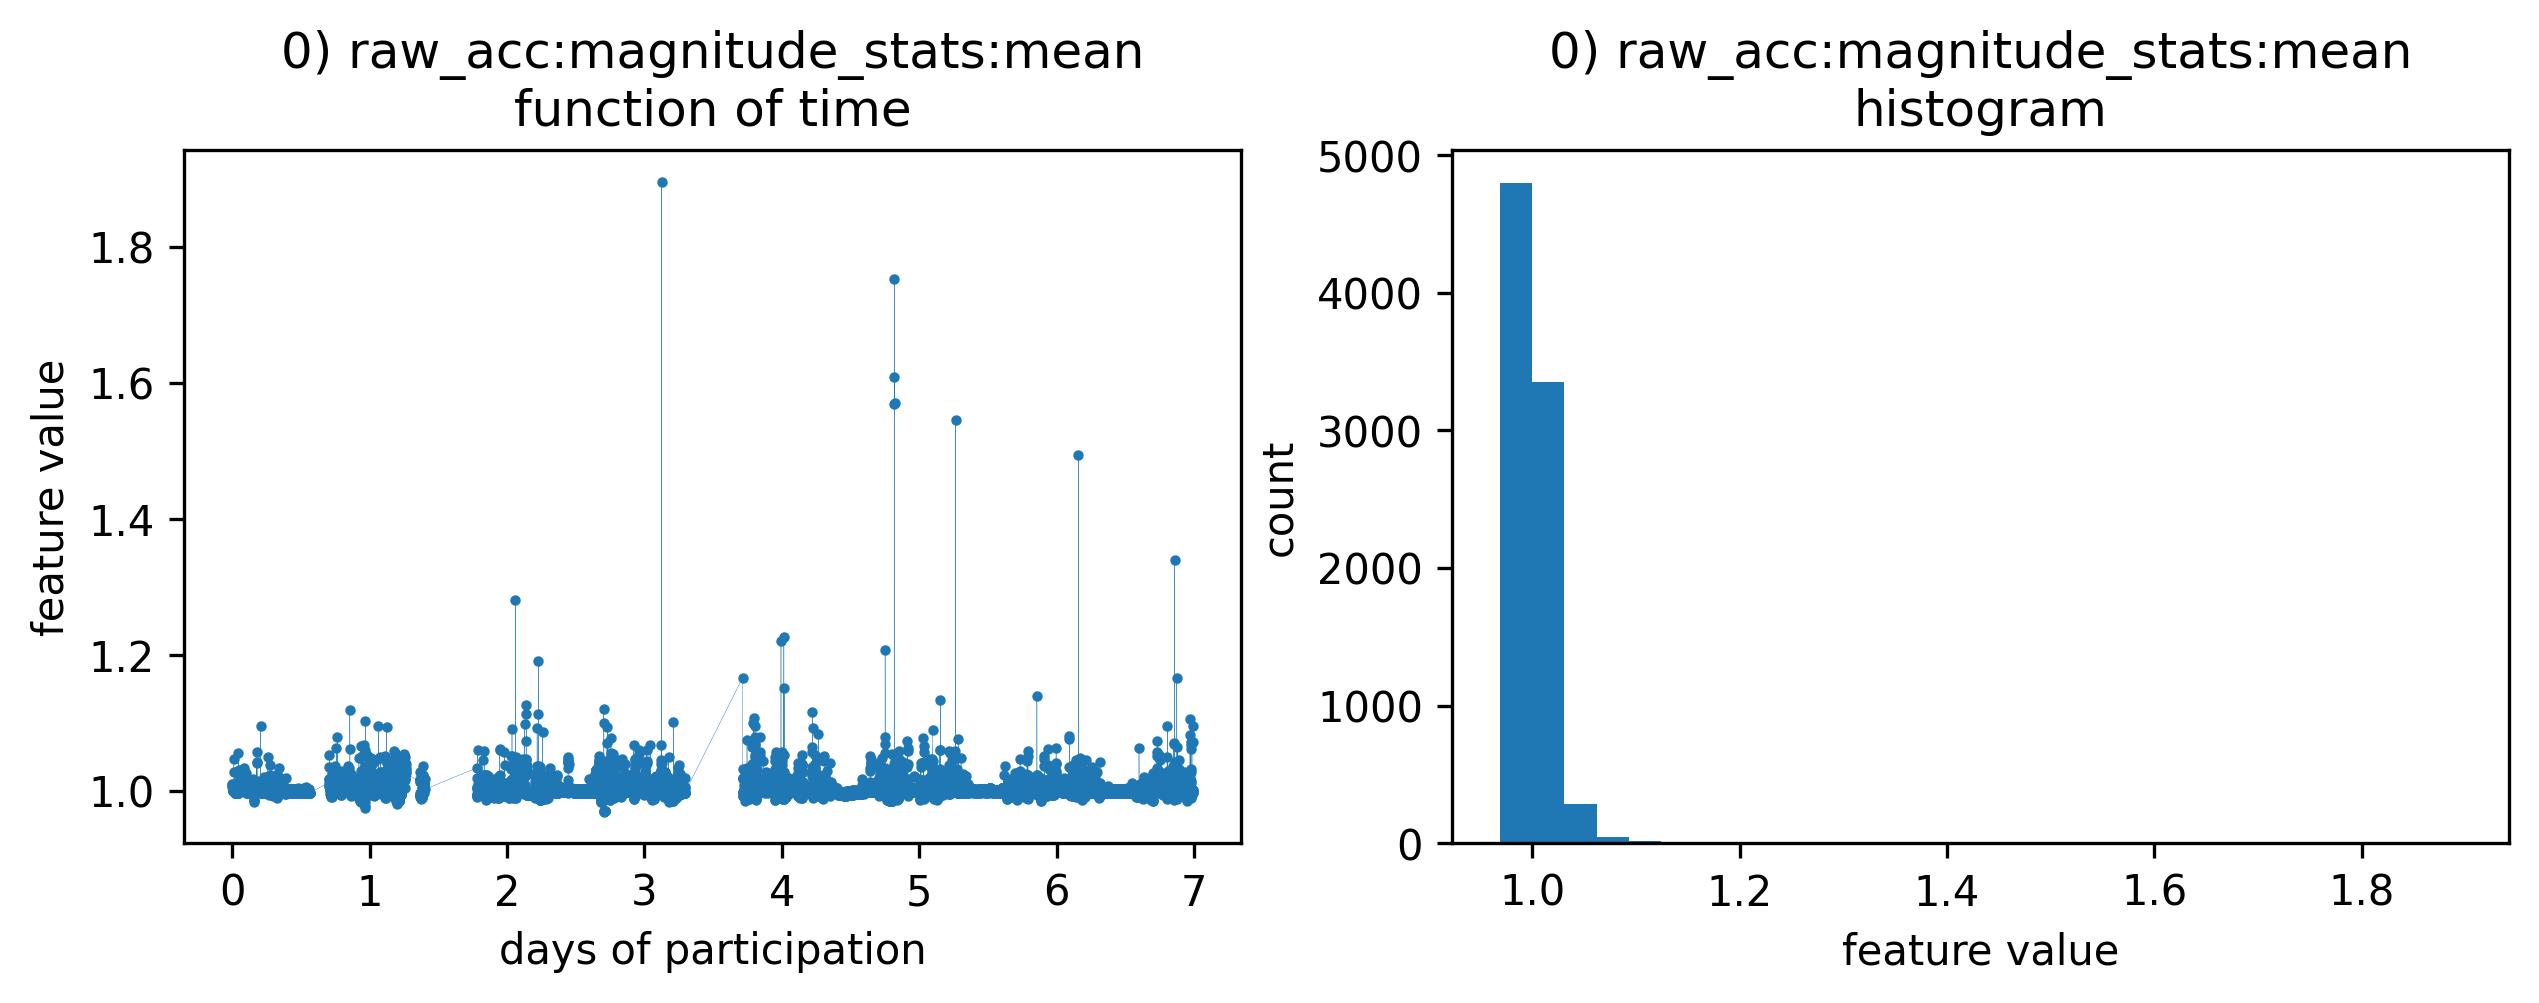 0) raw_acc:magnitude_stats:mean
function of time
1.8
1.6
1.4
1.2
1.0
feature value
0 1 2 3 4 5 6 7
days of participation
0) raw_acc:magnitude_stats:mean
histogram
5000
4000
3000
2000
1000
0
count
1.0 1.2 1.4 1.6 1.8
feature value